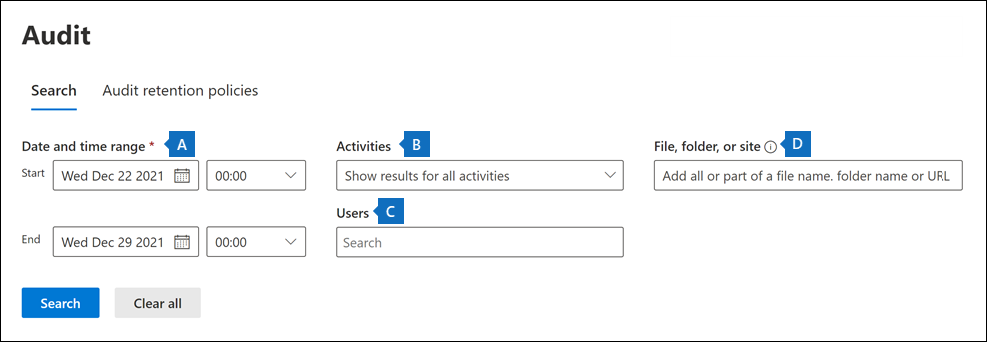 Audit
Search Audit retention policies
Date and time range * A
Start Wed Dec 22 2021 00:00
End Wed Dec 29 2021 00:00
Activities B
Show results for all activities
Users C
Search
File, folder, or site D
Add all or part of a file name. folder name or URL
Search Clear all